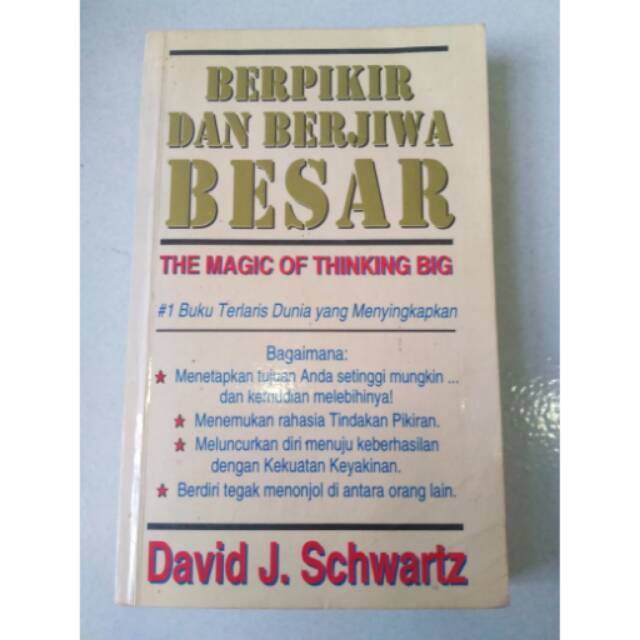 BERPIKIR
DAN BERJIWA
BESAR
THE MAGIC OF THINKING BIG
#1 Buku Terlaris Dunia yang Menyingkapkan
Bagaimana:
★ Menetapkan tujuan Anda setinggi mungkin ...
dan kemudian melebihinya!
★ Menemukan rahasia Tindakan Pikiran.
★ Meluncurkan diri menuju keberhasilan
dengan Kekuatan Keyakinan.
★ Berdiri tegak menonjol di antara orang lain.
David J. Schwartz